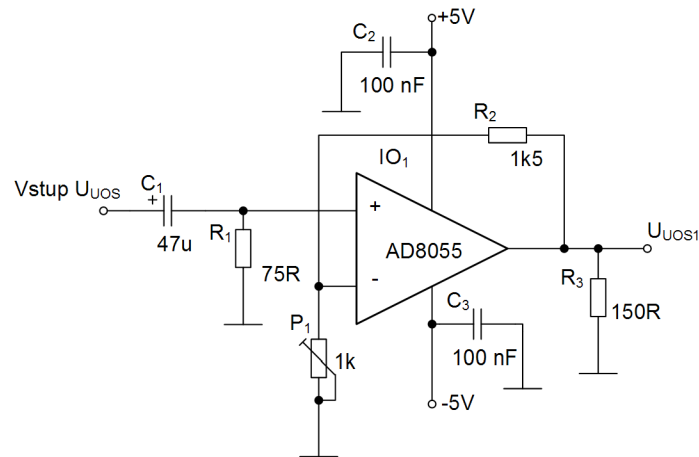 +5V
C2
100 nF
R2
1k5
IO1
Vstup UUOS
C1
+
47u
R1
75R
+
-
AD8055
UUOS1
R3
150R
P1
1k
C3
100 nF
-5V